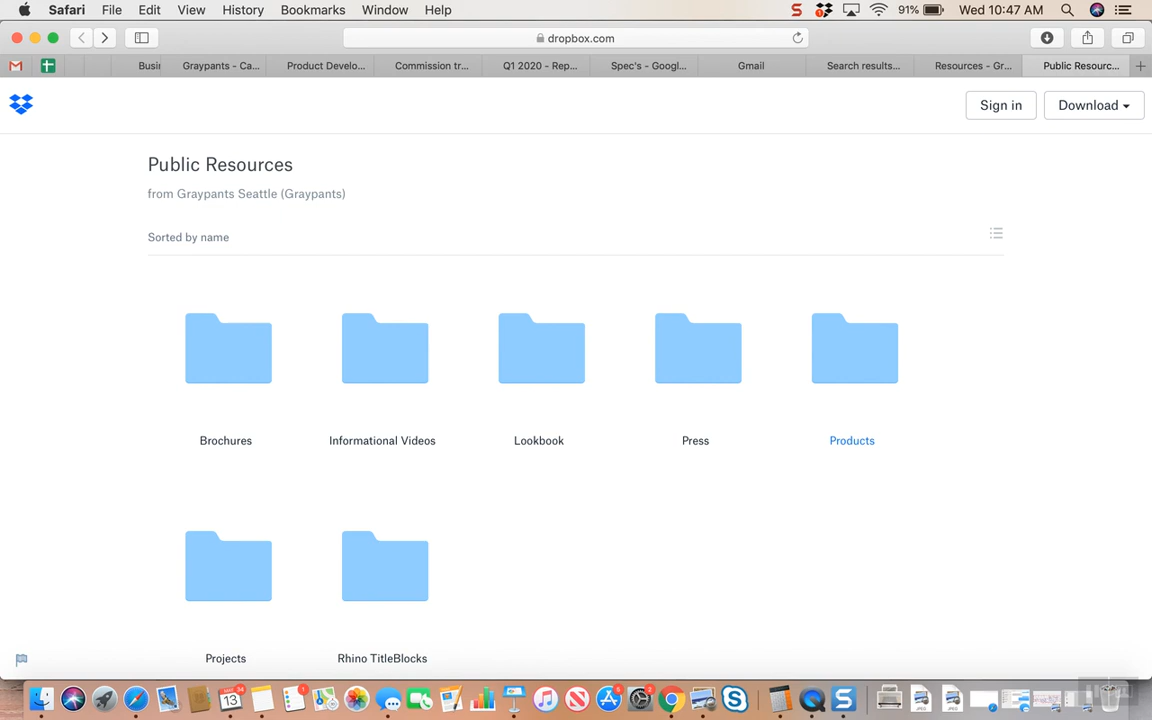 Safari File Edit View History Bookmarks Window Help 91% Wed 10:47 AM
dropbox.com
Busin Graypants - Ca... Product Develo... Commission tr... Q1 2020 - Rep... Spec's - Googl... Gmail Search results... Resources - Gr... Public Resourc...
Sign in Download
Public Resources
from Graypants Seattle (Graypants)
Sorted by name
Brochures Informational Videos Lookbook Press Products
Projects Rhino TitleBlocks